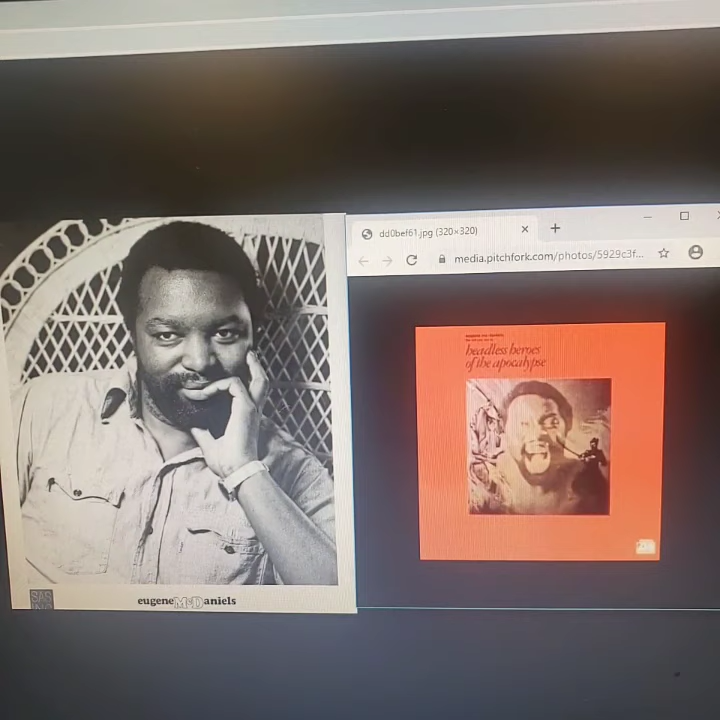 eugene McDaniels
dd0bef61.jpg (320×320)
media.pitchfork.com/photos/5929c3f...
headless heroes
of the apocalypse